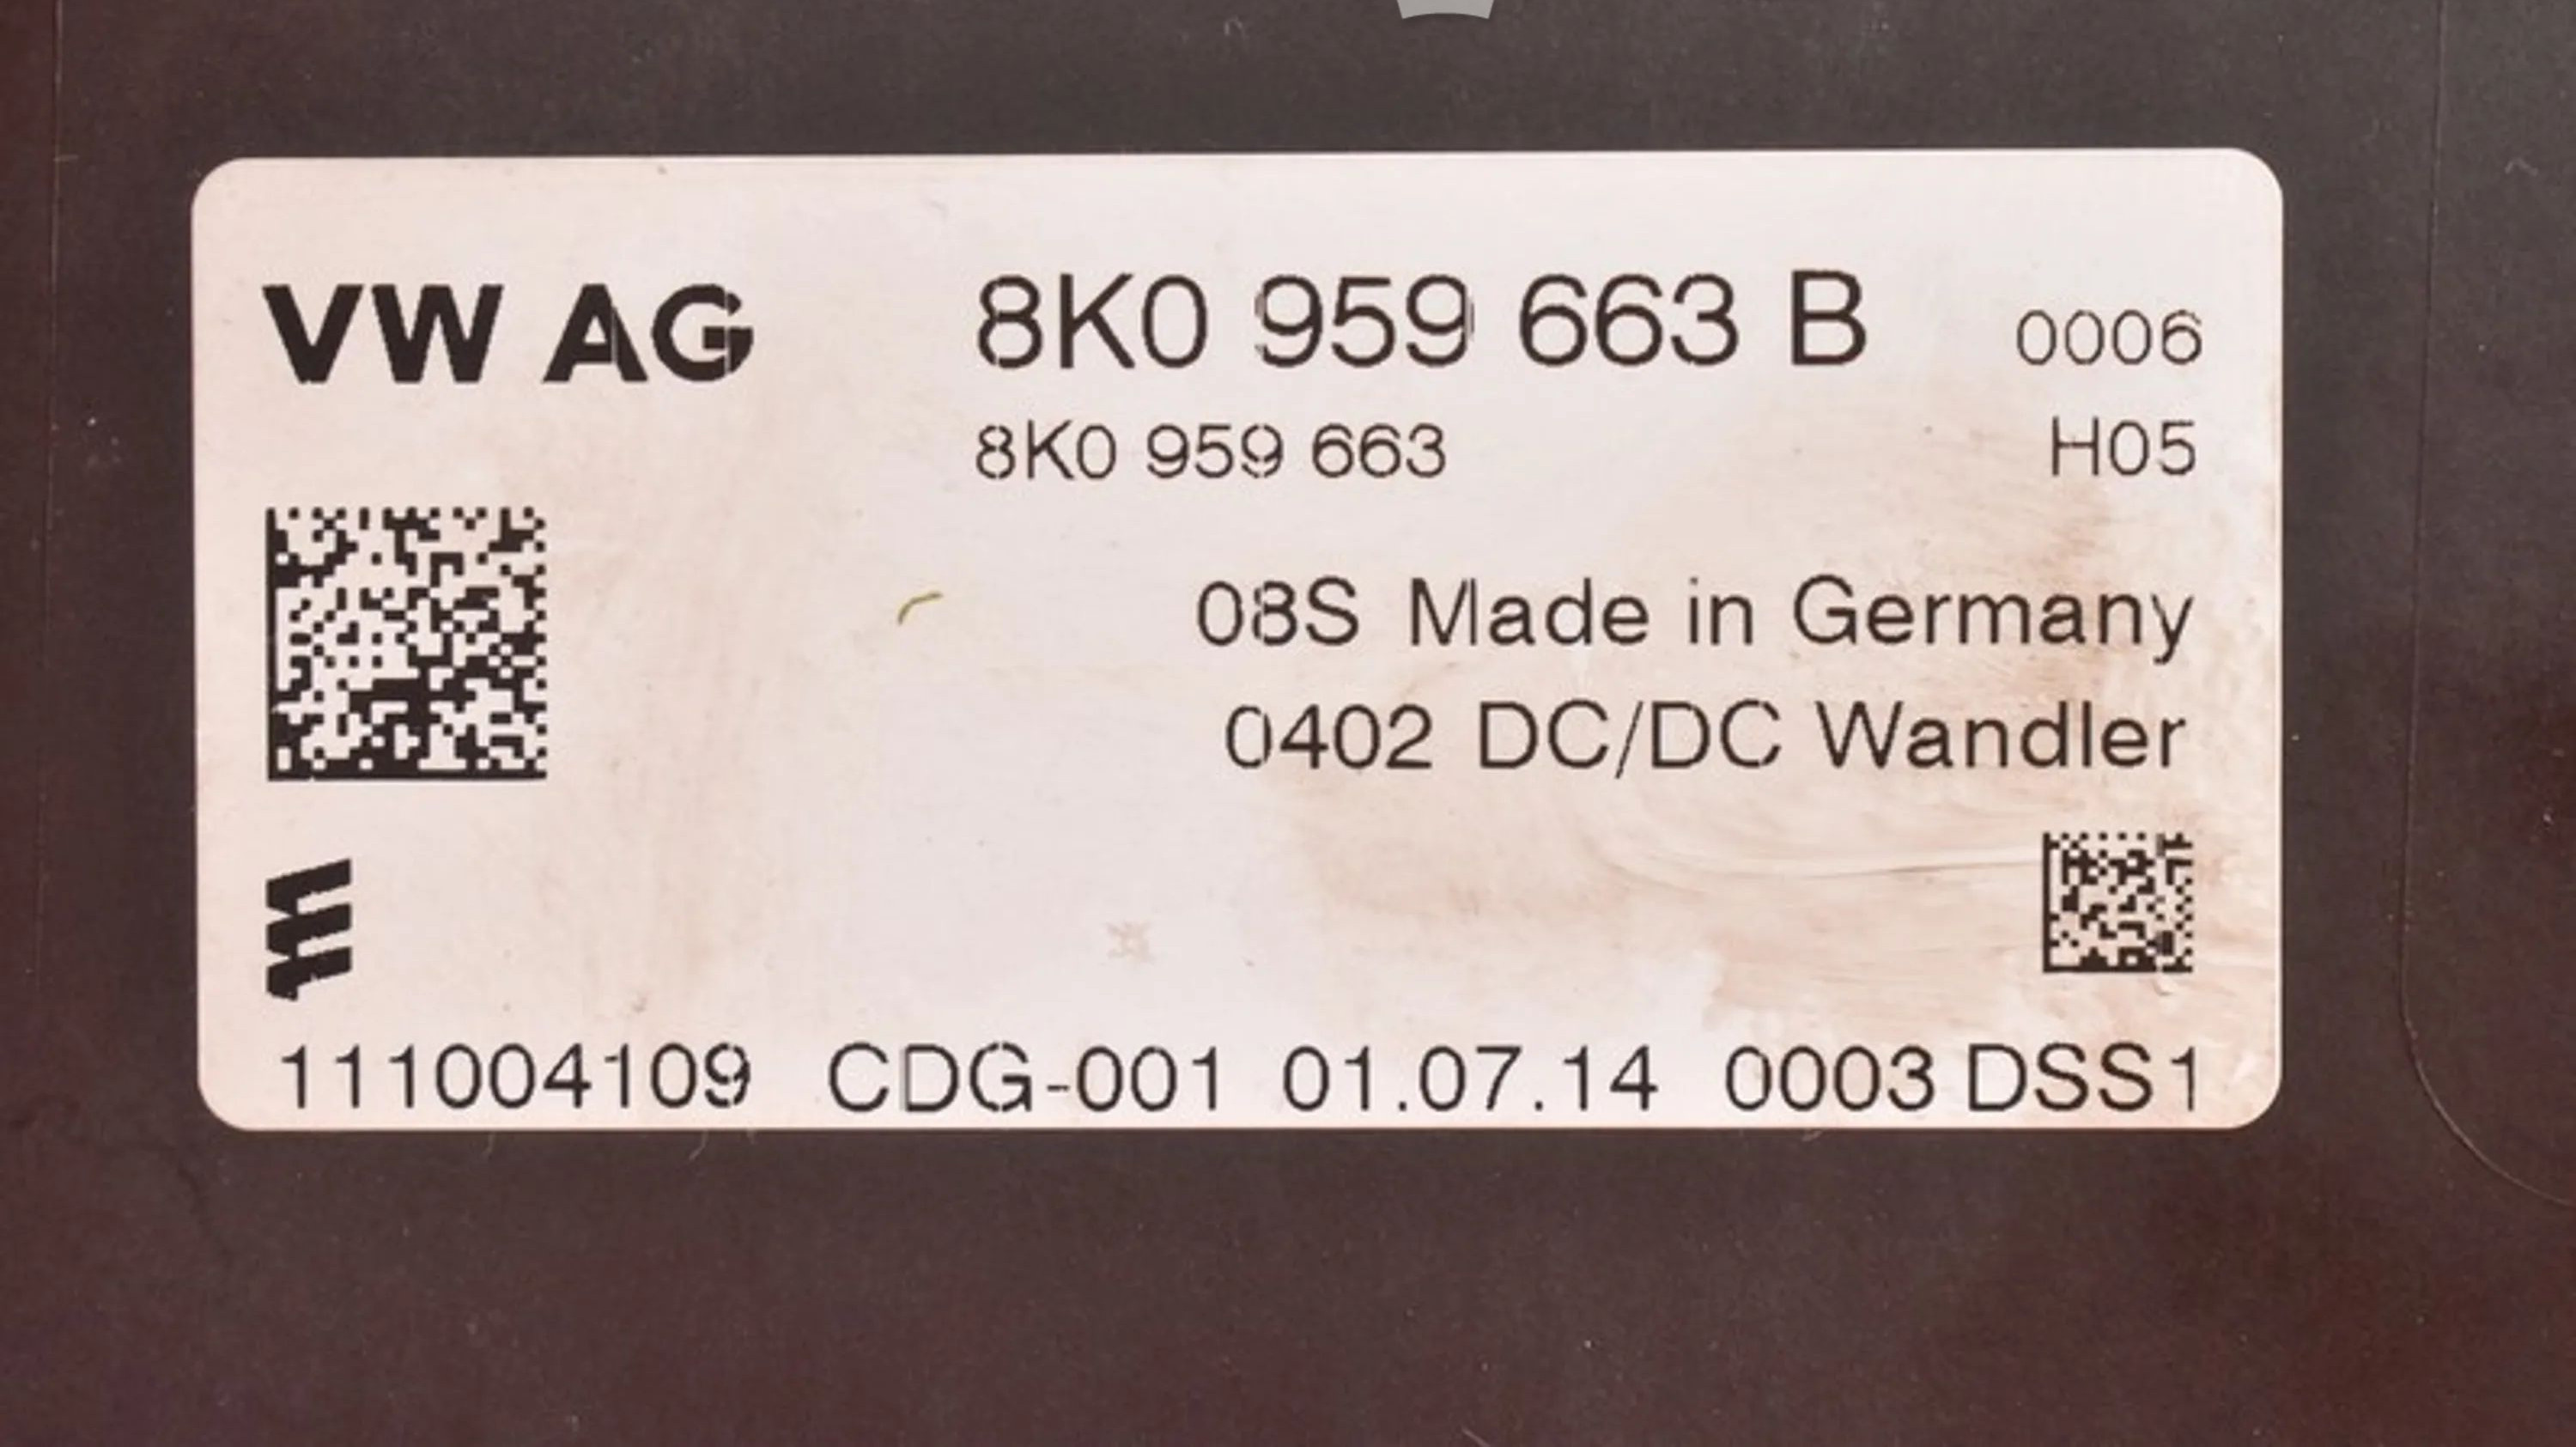 VW AG 8K0 959 663 B 0006
8K0 959 663 H05
08S Made in Germany
0402 DC/DC Wandler
111004109 CDG-001 01.07.14 0003 DSS1